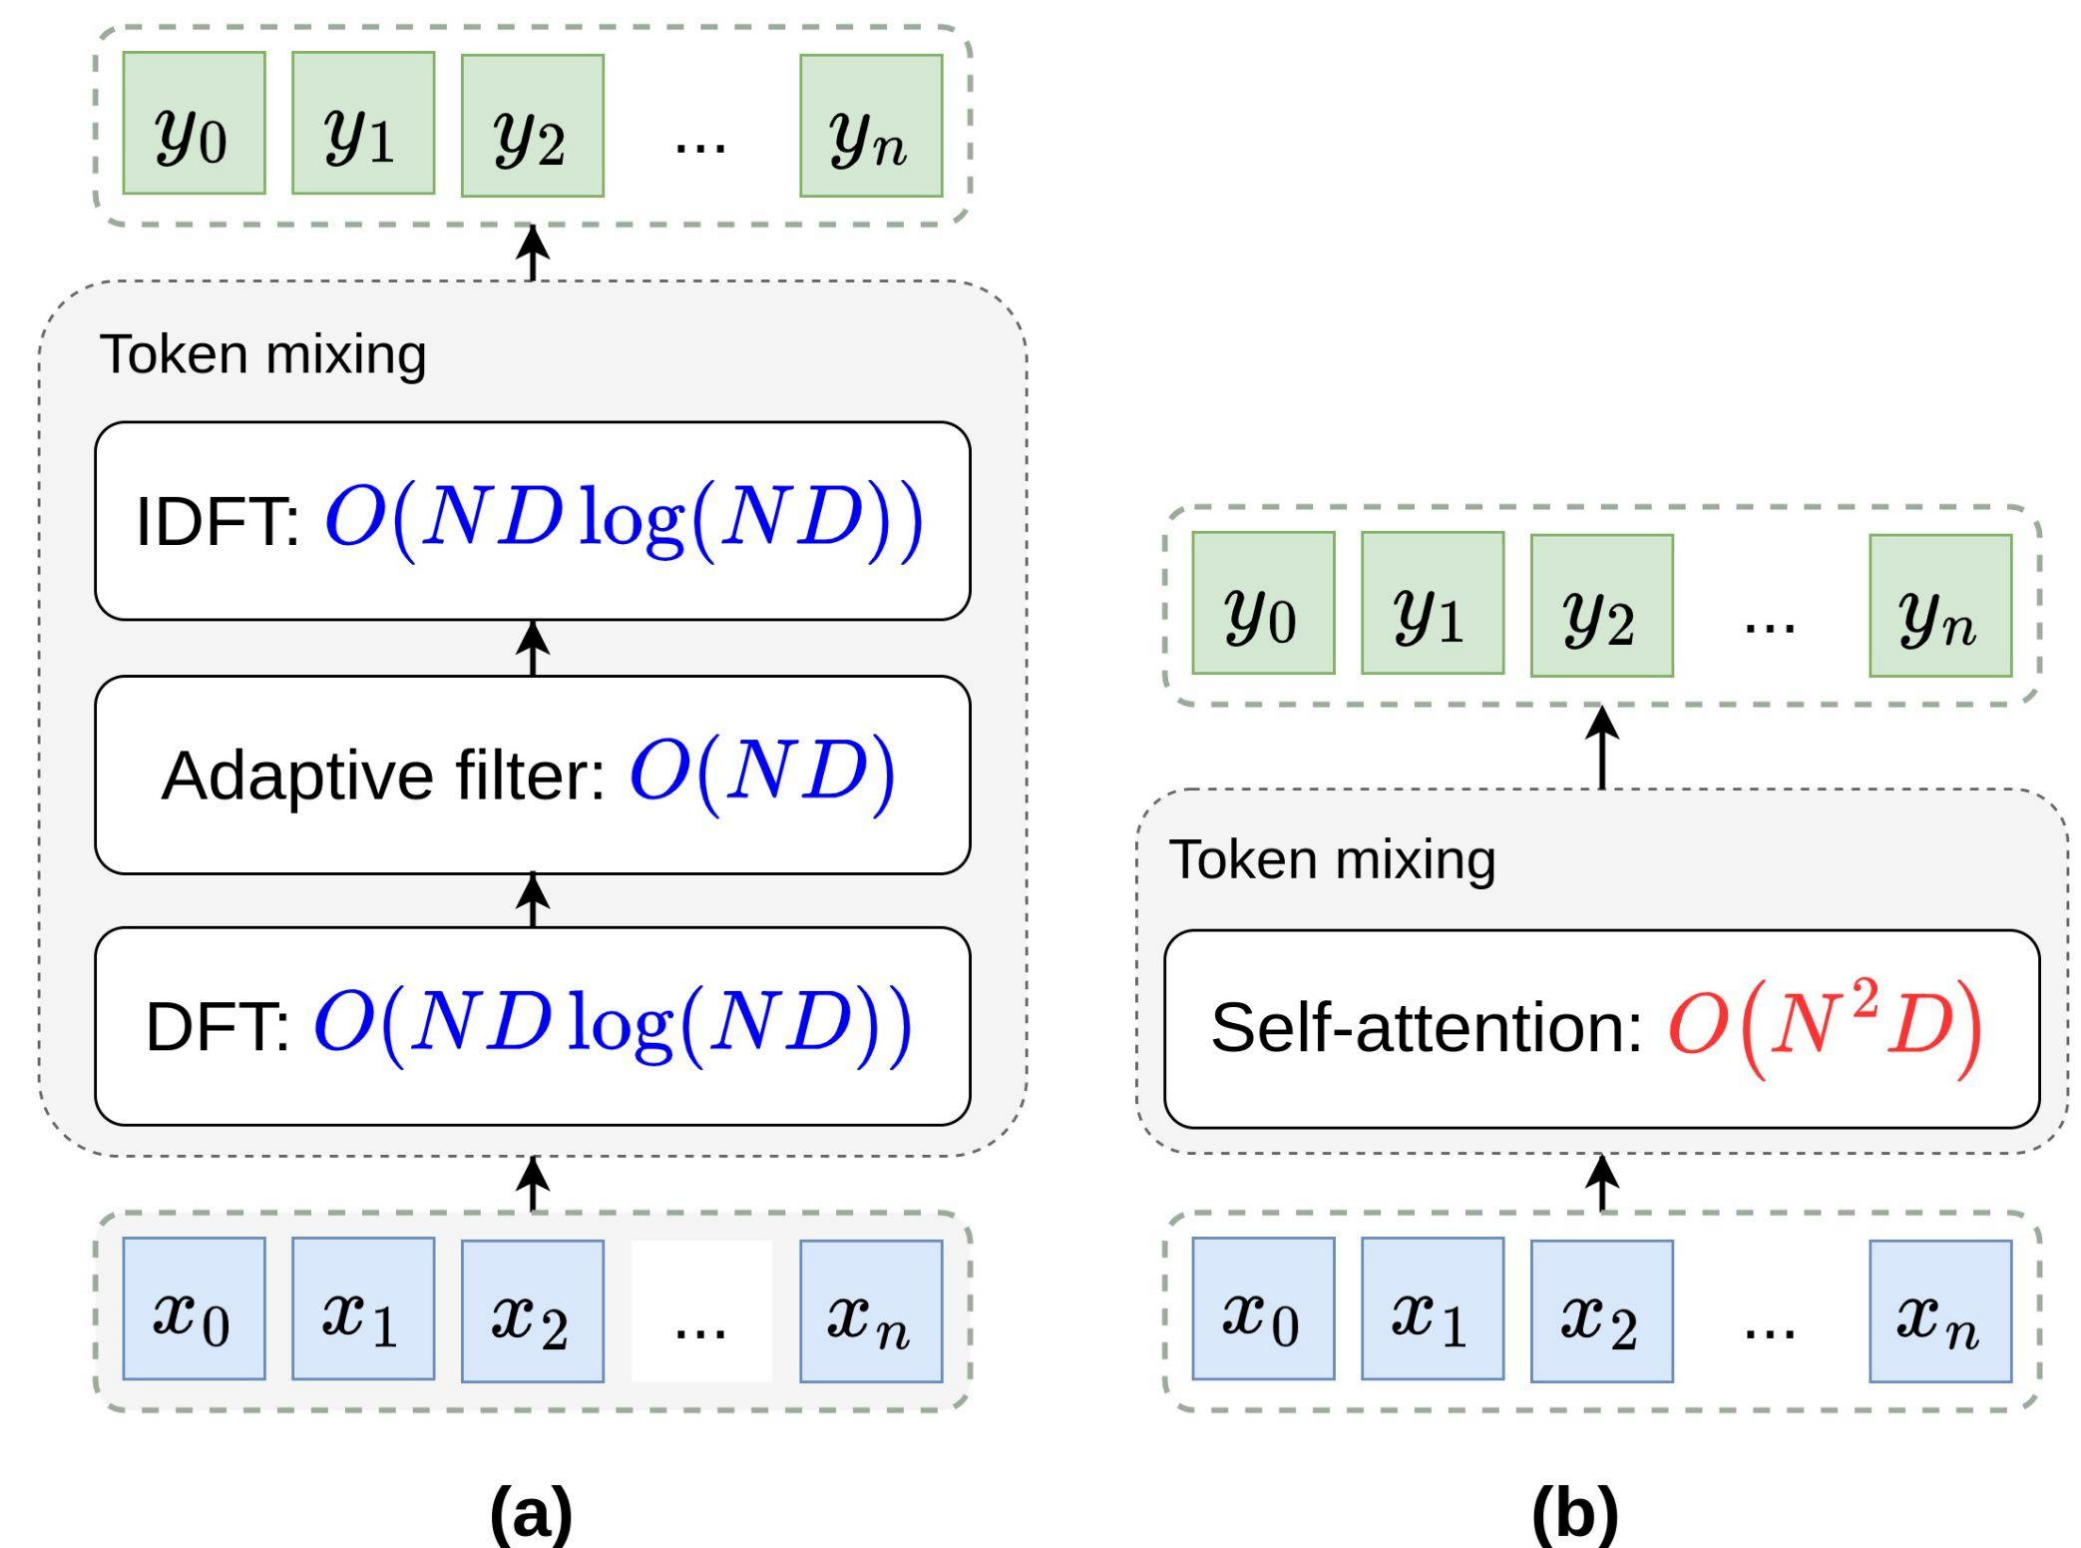 y₀ y₁ y₂ ... yₙ
Token mixing
IDFT: O(ND log(ND))
Adaptive filter: O(ND)
DFT: O(ND log(ND))
x₀ x₁ x₂ ... xₙ
(a)
y₀ y₁ y₂ ... yₙ
Token mixing
Self-attention: O(N²D)
x₀ x₁ x₂ ... xₙ
(b)